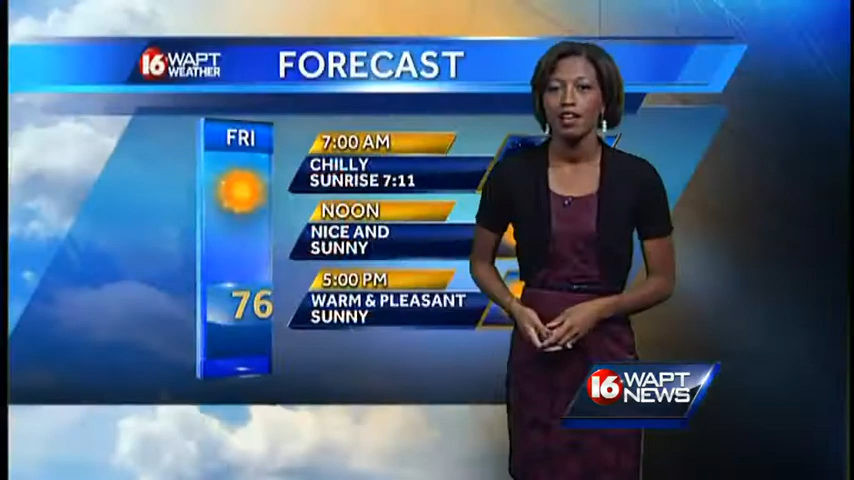 16 WAPT
WEATHER
FORECAST
FRI
76
7:00 AM
CHILLY
SUNRISE 7:11
NOON
NICE AND
SUNNY
5:00 PM
WARM & PLEASANT
SUNNY
16 WAPT
NEWS